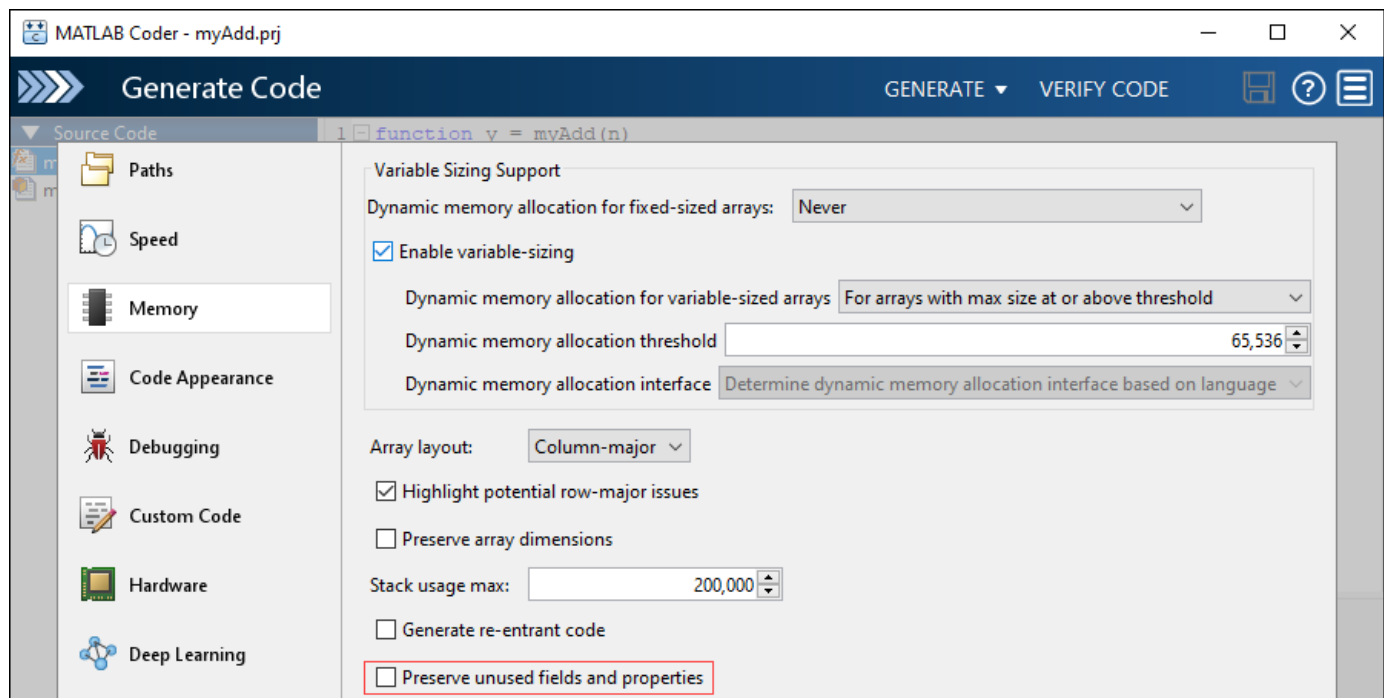 MATLAB Coder - myAdd.prj
Generate Code
GENERATE
VERIFY CODE
Source Code
1 function y = myAdd(n)
m
m
Paths
Speed
Memory
Code Appearance
Debugging
Custom Code
Hardware
Deep Learning
Variable Sizing Support
Dynamic memory allocation for fixed-sized arrays: Never
Enable variable-sizing
Dynamic memory allocation for variable-sized arrays For arrays with max size at or above threshold
Dynamic memory allocation threshold 65,536
Dynamic memory allocation interface Determine dynamic memory allocation interface based on language
Array layout: Column-major
Highlight potential row-major issues
Preserve array dimensions
Stack usage max: 200,000
Generate re-entrant code
Preserve unused fields and properties